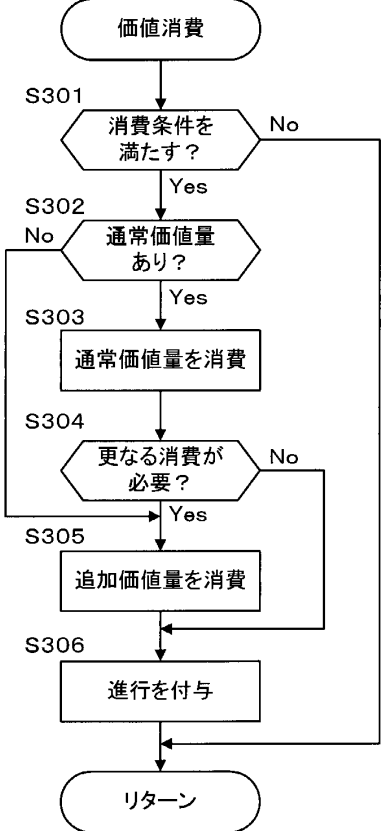 価値消費
S301
消費条件を
満たす？
No
Yes
S302
No
通常価値量
あり？
Yes
S303
通常価値量を消費
S304
更なる消費が
必要？
No
Yes
S305
追加価値量を消費
S306
進行を付与
リターン